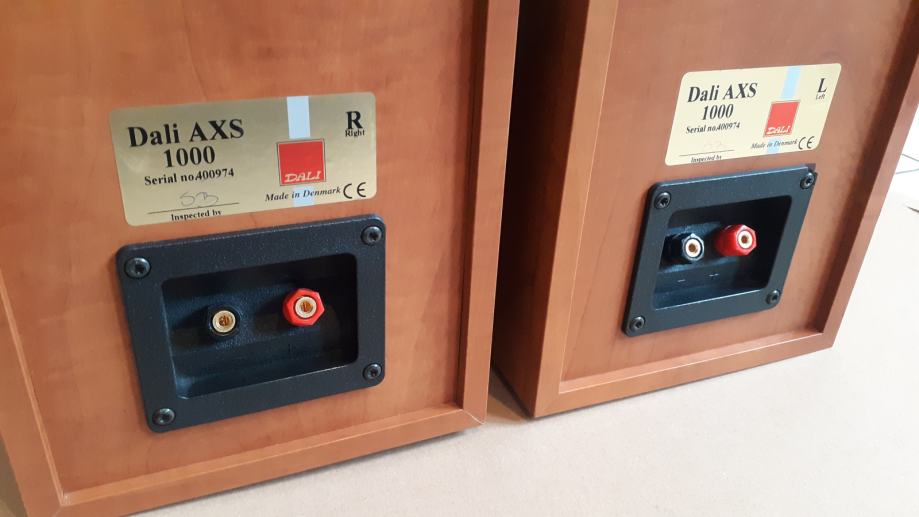 Dali AXS
1000
Serial no.400974
SB
Inspected by
DALI
Made in Denmark CE
R
Right
Dali AXS
1000
Serial no.400974
Inspected by
DALI
Made in Denmark CE
L
Left